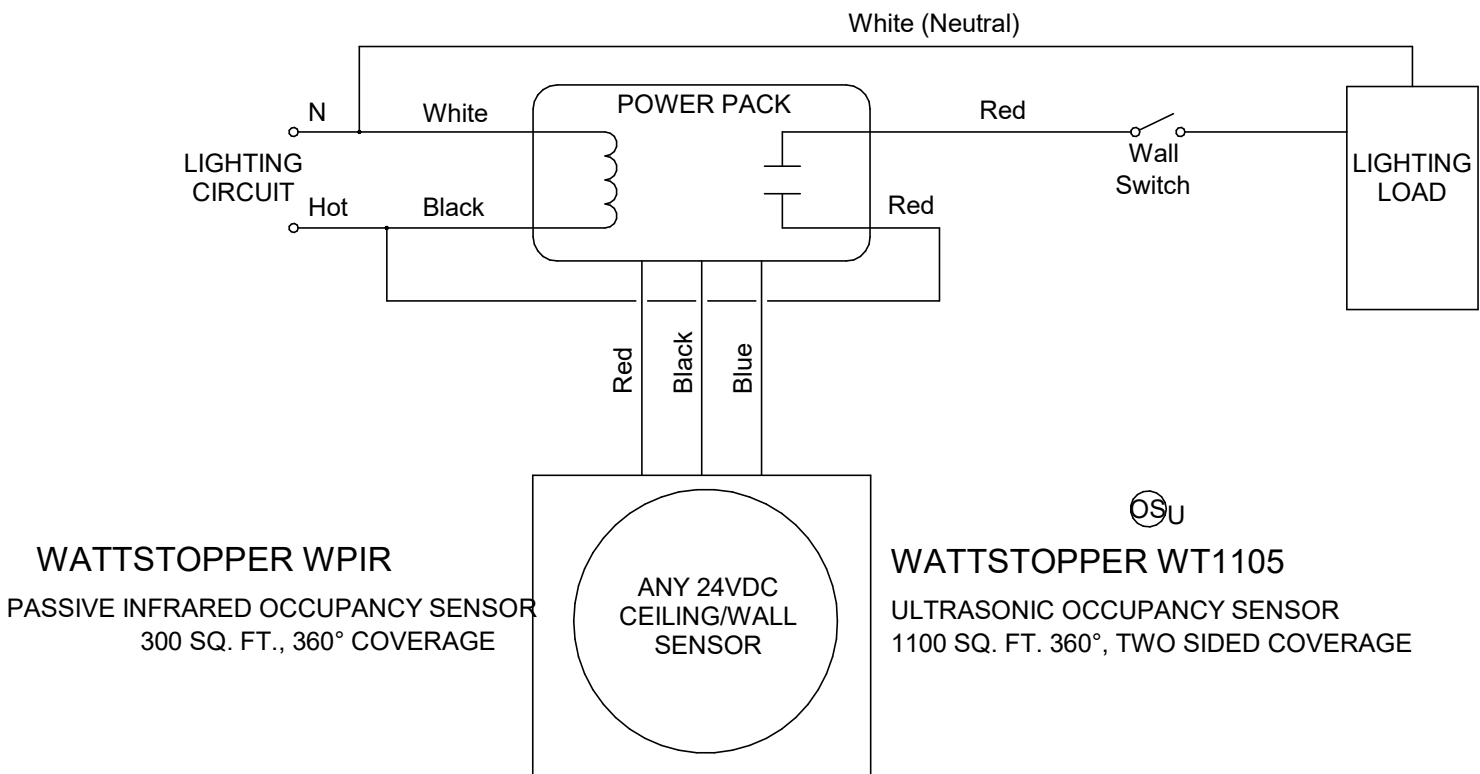 White (Neutral)
N
White
POWER PACK
Red
LIGHTING
CIRCUIT
Wall
Switch
LIGHTING
LOAD
Hot
Black
Red
Red
Black
Blue
OSU
WATTSTOPPER WPIR
PASSIVE INFRARED OCCUPANCY SENSOR
300 SQ. FT., 360° COVERAGE
ANY 24VDC
CEILING/WALL
SENSOR
WATTSTOPPER WT1105
ULTRASONIC OCCUPANCY SENSOR
1100 SQ. FT. 360°, TWO SIDED COVERAGE